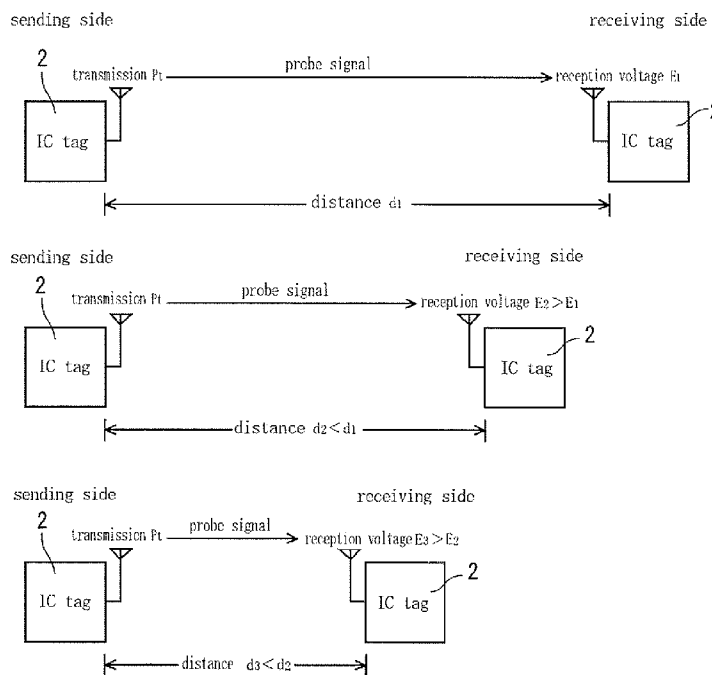 sending side
receiving side
2
transmission Pt
probe signal
reception voltage E1
IC tag
IC tag
distance d1
sending side
receiving side
2
transmission Pt
probe signal
reception voltage E2>E1
2
IC tag
IC tag
distance d2<d1
sending side
receiving side
2
transmission Pt
probe signal
reception voltage E3>E2
2
IC tag
IC tag
distance d3<d2